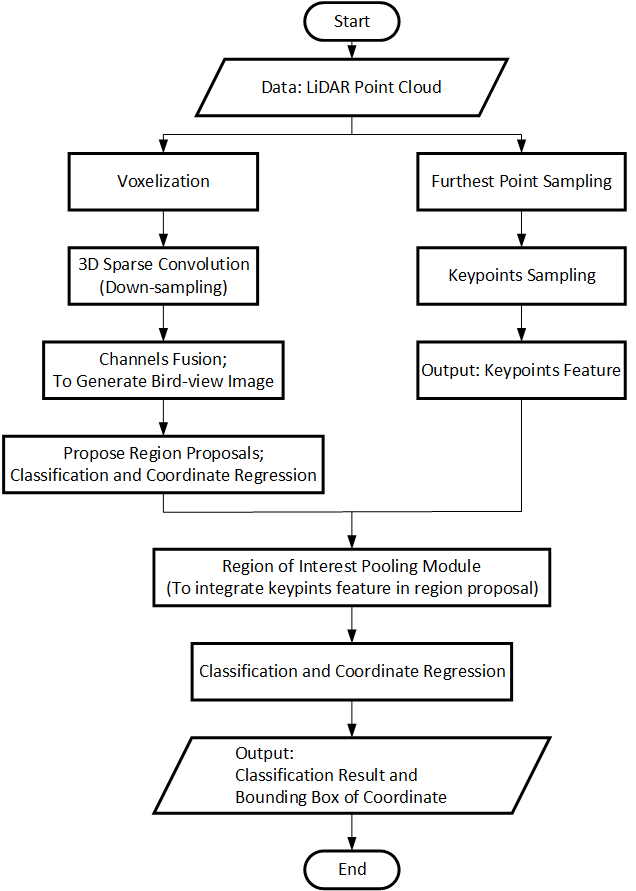 Start
Data: LiDAR Point Cloud
Voxelization
Furthest Point Sampling
3D Sparse Convolution
(Down-sampling)
Keypoints Sampling
Channels Fusion;
To Generate Bird-view Image
Output: Keypoints Feature
Propose Region Proposals;
Classification and Coordinate Regression
Region of Interest Pooling Module
(To integrate keypints feature in region proposal)
Classification and Coordinate Regression
Output:
Classification Result and
Bounding Box of Coordinate
End